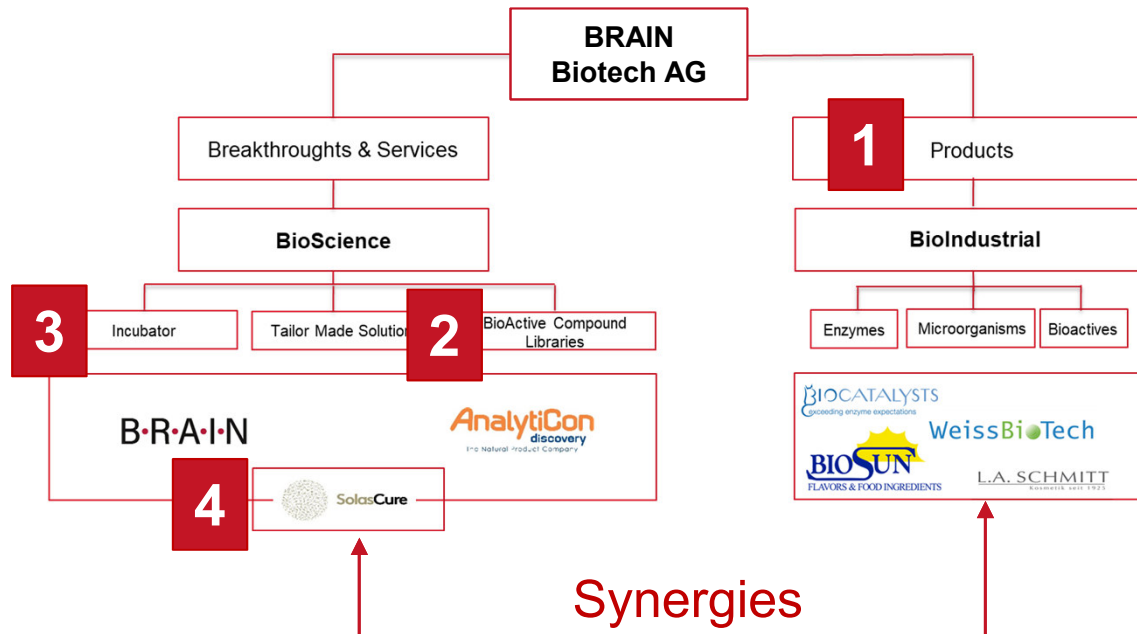 BRAIN
Biotech AG
Breakthroughts & Services
1
Products
BioScience
BioIndustrial
3
Incubator
Tailor Made Solution
2
BioActive Compound
Libraries
Enzymes
Microorganisms
Bioactives
B·R·A·I·N
AnalytiCon
discovery
The Natural Product Company
BIOCATALYSTS
exceeding enzyme expectations
WeissBioTech
BIOSUN
FLAVORS & FOOD INGREDIENTS
L.A. SCHMITT
Kosmetik seit 1925
4
SolasCure
Synergies